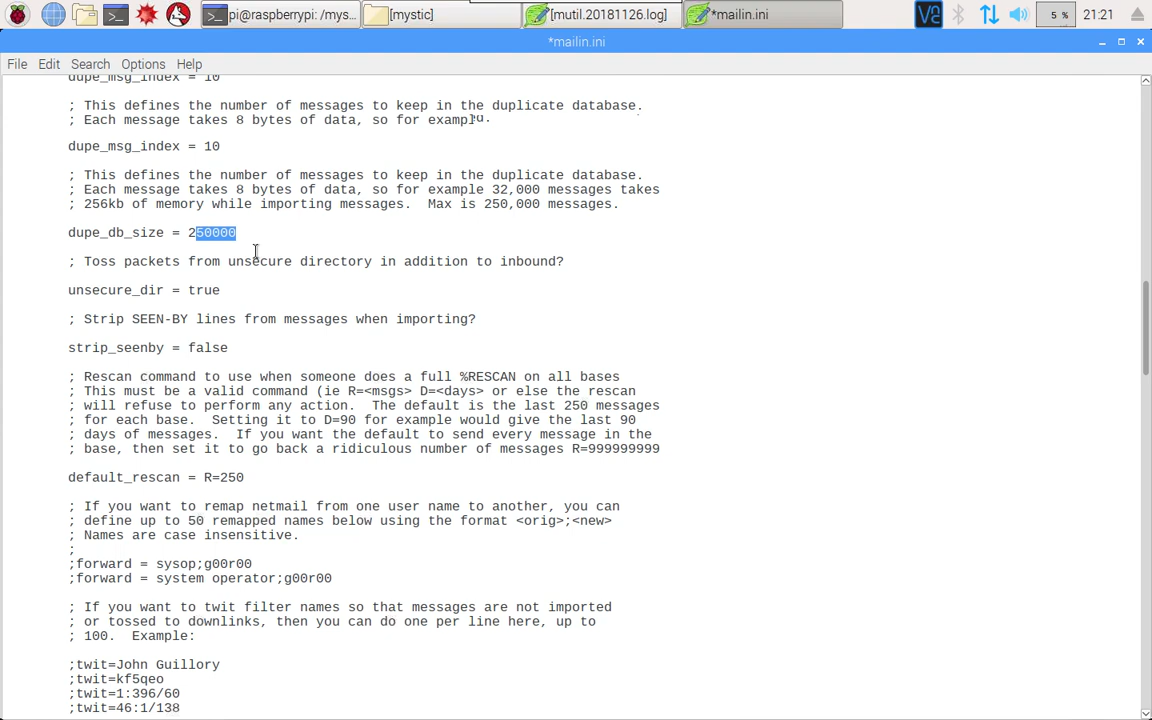 pi@raspberrypi: /mys...
[mystic]
[mutil.20181126.log]
*mailin.ini
V2
5 %
21:21
*mailin.ini
File Edit Search Options Help
dupe_msg_index = 10
; This defines the number of messages to keep in the duplicate database.
; Each message takes 8 bytes of data, so for exampl
dupe_msg_index = 10
; This defines the number of messages to keep in the duplicate database.
; Each message takes 8 bytes of data, so for example 32,000 messages takes
; 256kb of memory while importing messages.  Max is 250,000 messages.
dupe_db_size = 250000
; Toss packets from unsecure directory in addition to inbound?
unsecure_dir = true
; Strip SEEN-BY lines from messages when importing?
strip_seenby = false
; Rescan command to use when someone does a full %RESCAN on all bases
; This must be a valid command (ie R=<msgs> D=<days> or else the rescan
; will refuse to perform any action.  The default is the last 250 messages
; for each base.  Setting it to D=90 for example would give the last 90
; days of messages.  If you want the default to send every message in the
; base, then set it to go back a ridiculous number of messages R=999999999
default_rescan = R=250
; If you want to remap netmail from one user name to another, you can
; define up to 50 remapped names below using the format <orig>;<new>
; Names are case insensitive.
;
;forward = sysop;g00r00
;forward = system operator;g00r00
; If you want to twit filter names so that messages are not imported
; or tossed to downlinks, then you can do one per line here, up to
; 100.  Example:
;twit=John Guillory
;twit=kf5qeo
;twit=1:396/60
;twit=46:1/138